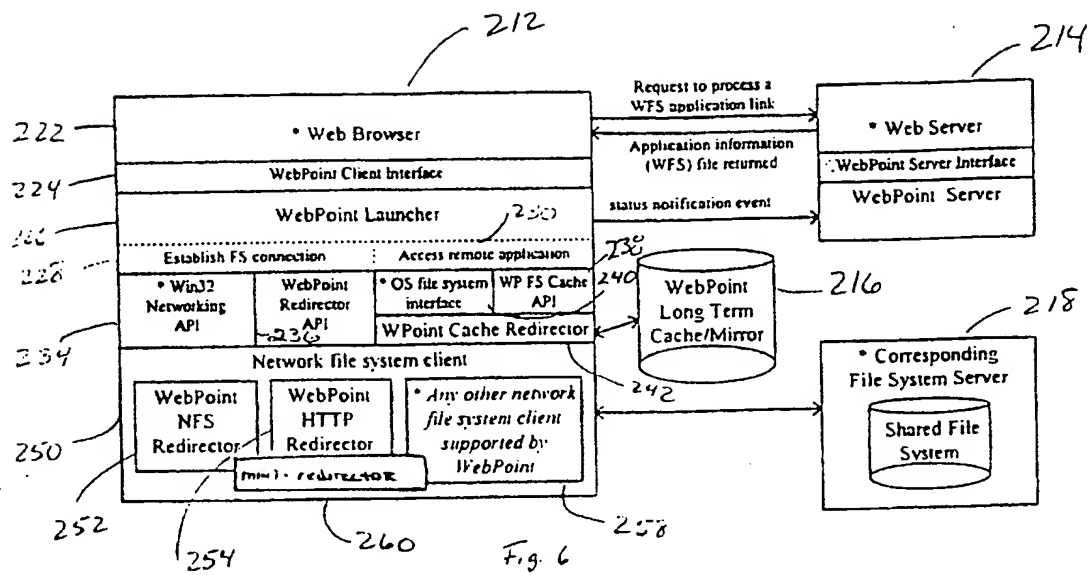 212
214
222
* Web Browser
Request to process a
WFS application link
Application information
(WFS) file returned
* Web Server
WebPoint Server Interface
WebPoint Server
224
WebPoint Client Interface
WebPoint Launcher
status notification event
230
228
Establish FS connection
Access remote application
238
240
234
* Win32
Networking
API
WebPoint
Redirector
API
236
* OS file system
interface
WP FS Cache
API
WPoint Cache Redirector
242
WebPoint
Long Term
Cache/Mirror
216
218
Network file system client
* Corresponding
File System Server
Shared File
System
250
WebPoint
NFS
Redirector
WebPoint
HTTP
Redirector
* Any other network
file system client
supported by
WebPoint
mini-redirector
252
254
260
258
Fig. 6